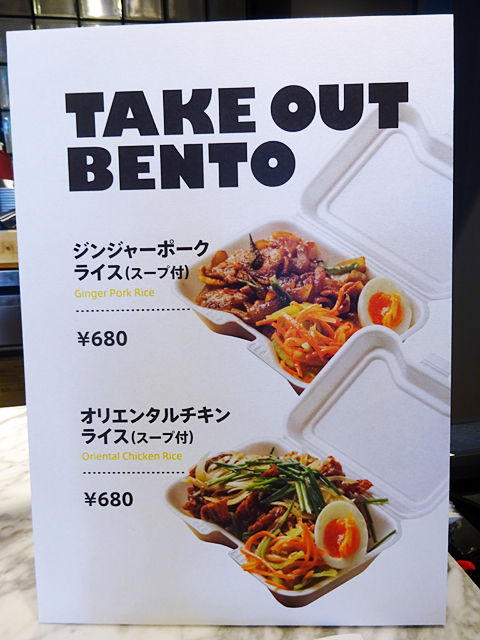 TAKE OUT
BENTO
ジンジャーポーク
ライス(スープ付)
Ginger Pork Rice
¥680
オリエンタルチキン
ライス(スープ付)
Oriental Chicken Rice
¥680